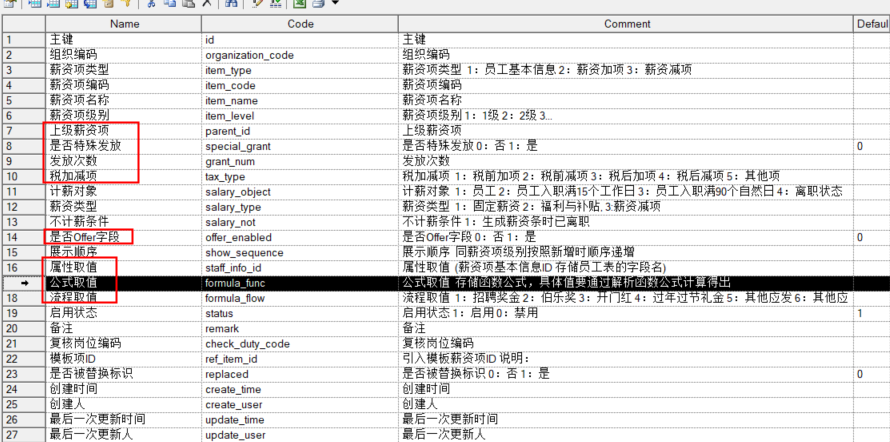 Name Code Comment Defaul
1 主键 id 主键
2 组织编码 organization_code 组织编码
3 薪资项类型 item_type 薪资项类型 1：员工基本信息 2：薪资加项 3：薪资减项
4 薪资项编码 item_code 薪资项编码
5 薪资项名称 item_name 薪资项名称
6 薪资项级别 item_level 薪资项级别 1：1级 2：2级 3...
7 上级薪资项 parent_id 上级薪资项
8 是否特殊发放 special_grant 是否特殊发放 0：否 1：是 0
9 发放次数 grant_num 发放次数
10 税加减项 tax_type 税加减项 1：税前加项 2：税前减项 3：税后加项 4：税后减项 5：其他项
11 计薪对象 salary_object 计薪对象 1：员工 2：员工入职满15个工作日 3：员工入职满90个自然日 4：离职状态
12 薪资类型 salary_type 薪资类型 1：固定薪资 2：福利与补贴, 3:薪资减项
13 不计薪条件 salary_not 不计薪条件 1：生成薪资条时已离职
14 是否Offer字段 offer_enabled 是否Offer字段 0：否 1：是 0
15 展示顺序 show_sequence 展示顺序 同薪资项级别按照新增时顺序递增
16 属性取值 staff_info_id 属性取值 (薪资项基本信息ID 存储员工表的字段名)
→ 公式取值 formula_func 公式取值 存储函数公式，具体值要通过解析函数公式计算得出
18 流程取值 formula_flow 流程取值 1：招聘奖金 2：伯乐奖 3：开门红 4：过年过节礼金 5：其他应发 6：其他应
19 启用状态 status 启用状态 1：启用 0：禁用 1
20 备注 remark 备注
21 复核岗位编码 check_duty_code 复核岗位编码
22 模板项ID ref_item_id 引入模板薪资项ID 说明：
23 是否被替换标识 replaced 是否被替换标识 0：否 1：是 0
24 创建时间 create_time 创建时间
25 创建人 create_user 创建人
26 最后一次更新时间 update_time 最后一次更新时间
27 最后一次更新人 update_user 最后一次更新人